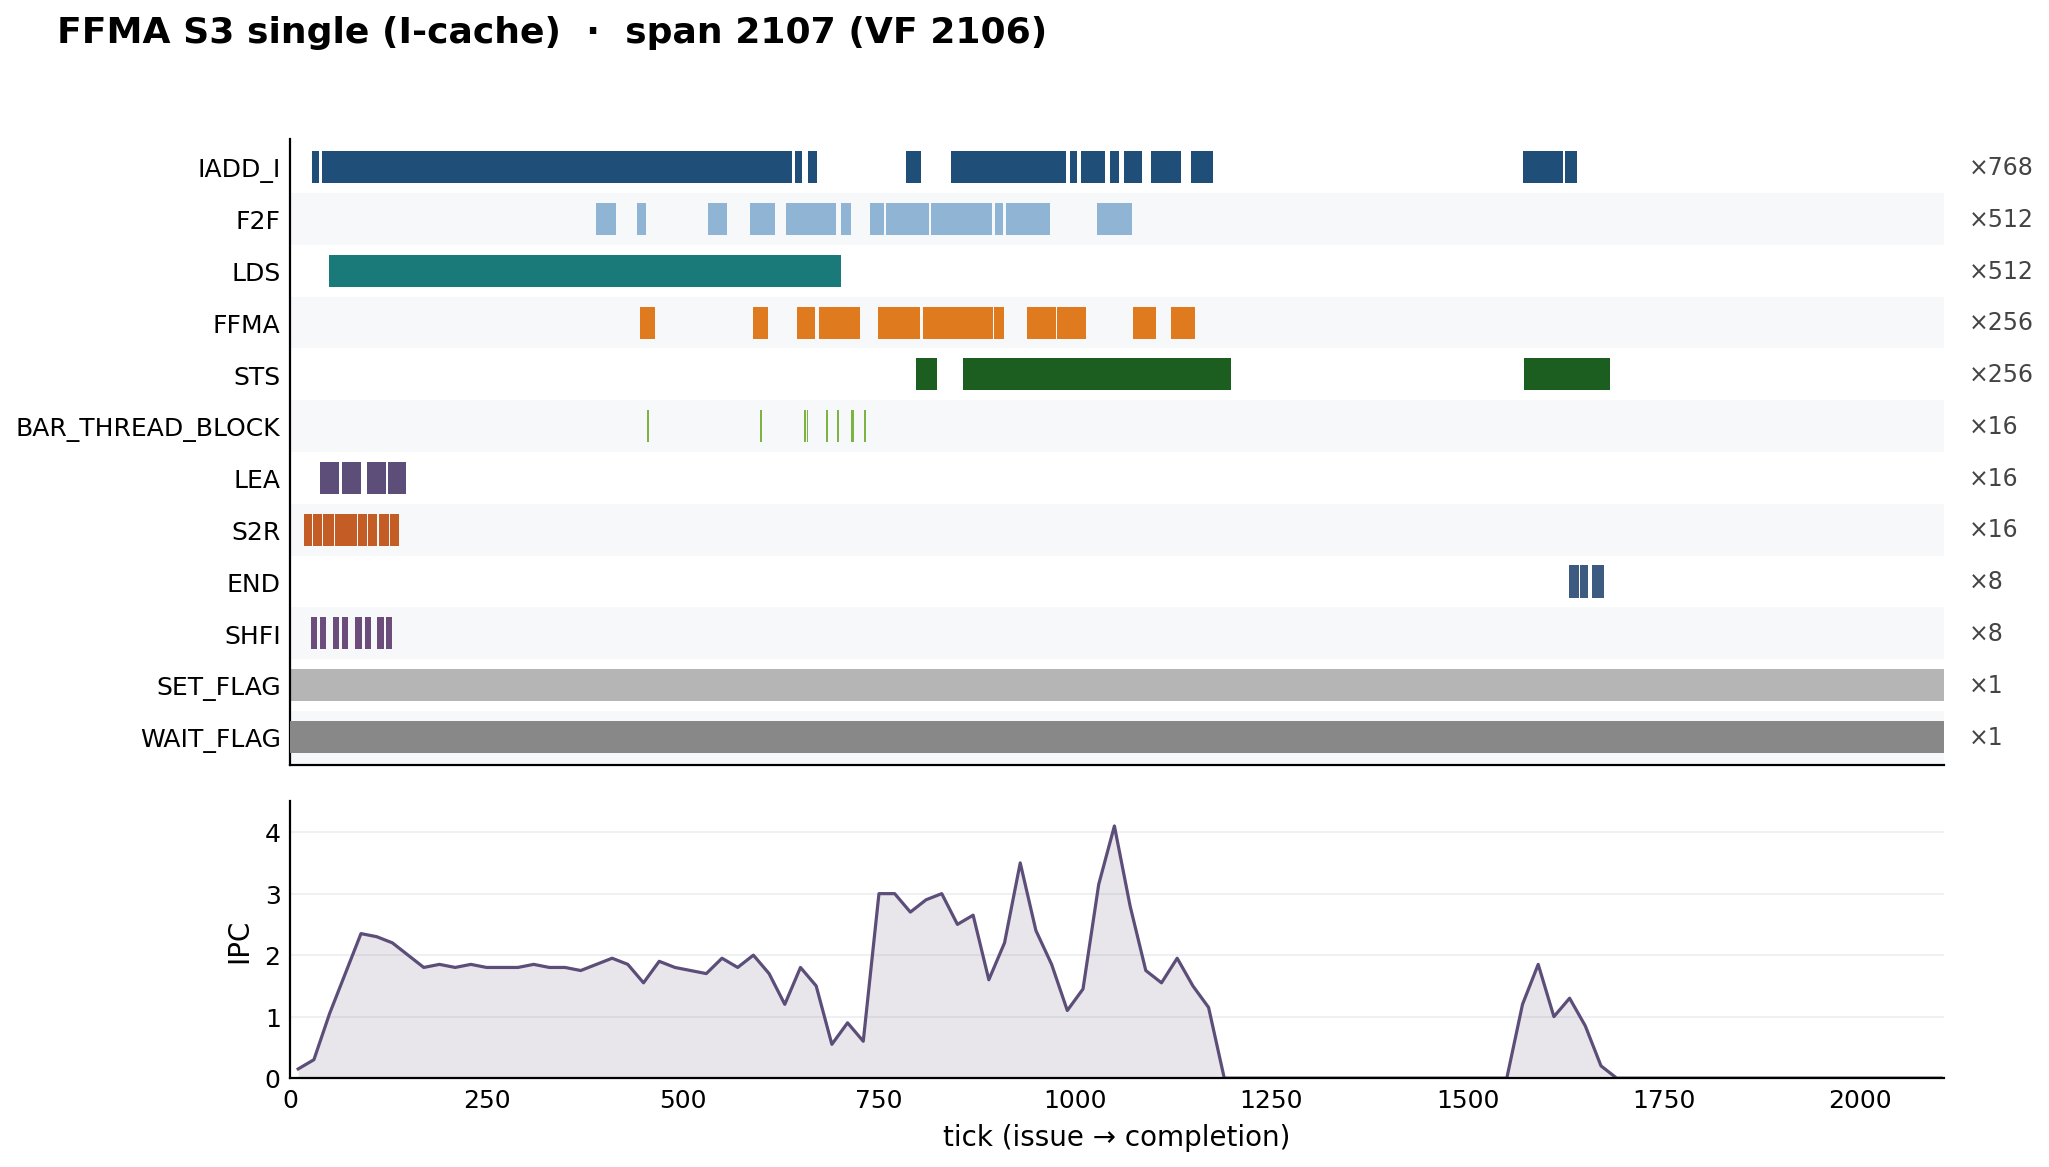 FFMA S3 single (I-cache)  ·  span 2107 (VF 2106)
IADD_I ×768
F2F ×512
LDS ×512
FFMA ×256
STS ×256
BAR_THREAD_BLOCK ×16
LEA ×16
S2R ×16
END ×8
SHFI ×8
SET_FLAG ×1
WAIT_FLAG ×1
4
3
2
1
0
IPC
0 250 500 750 1000 1250 1500 1750 2000
tick (issue → completion)